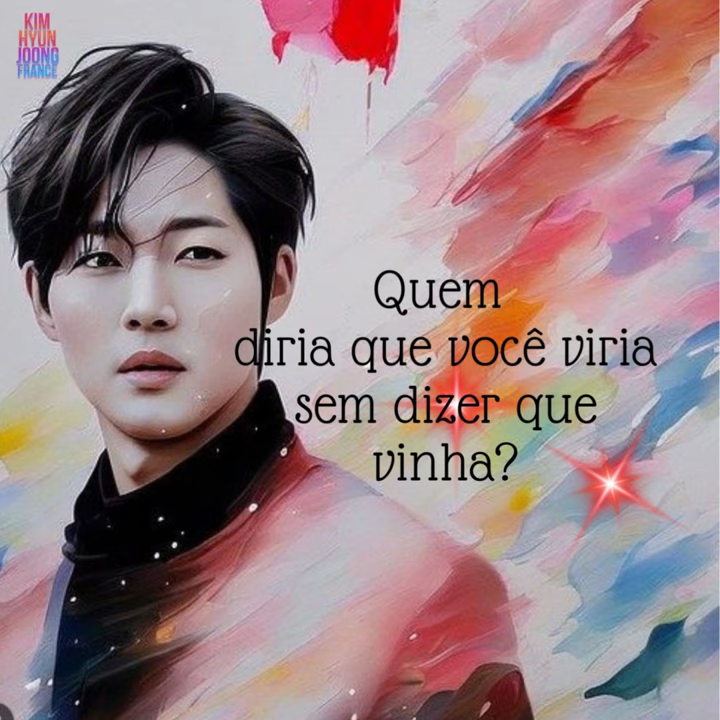 KIM
HYUN
JOONG
FRANCE
Quem
diria que você viria
sem dizer que
vinha?